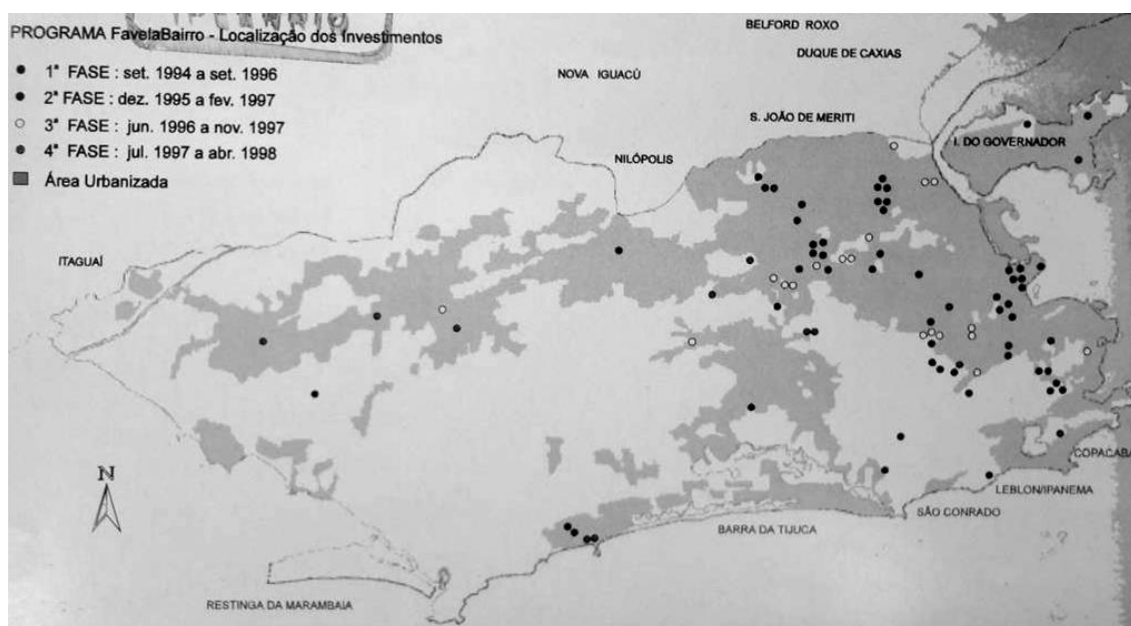 PROGRAMA FavelaBairro - Localização dos Investimentos
1ª FASE : set. 1994 a set. 1996
2ª FASE : dez. 1995 a fev. 1997
3ª FASE : jun. 1996 a nov. 1997
4ª FASE : jul. 1997 a abr. 1998
Área Urbanizada
BELFORD ROXO
DUQUE DE CAXIAS
NOVA IGUACÙ
S. JOÃO DE MERITI
I. DO GOVERNADOR
NILÓPOLIS
ITAGUAÍ
N
COPACABA
LEBLON/IPANEMA
SÃO CONRADO
BARRA DA TIJUCA
RESTINGA DA MARAMBAIA